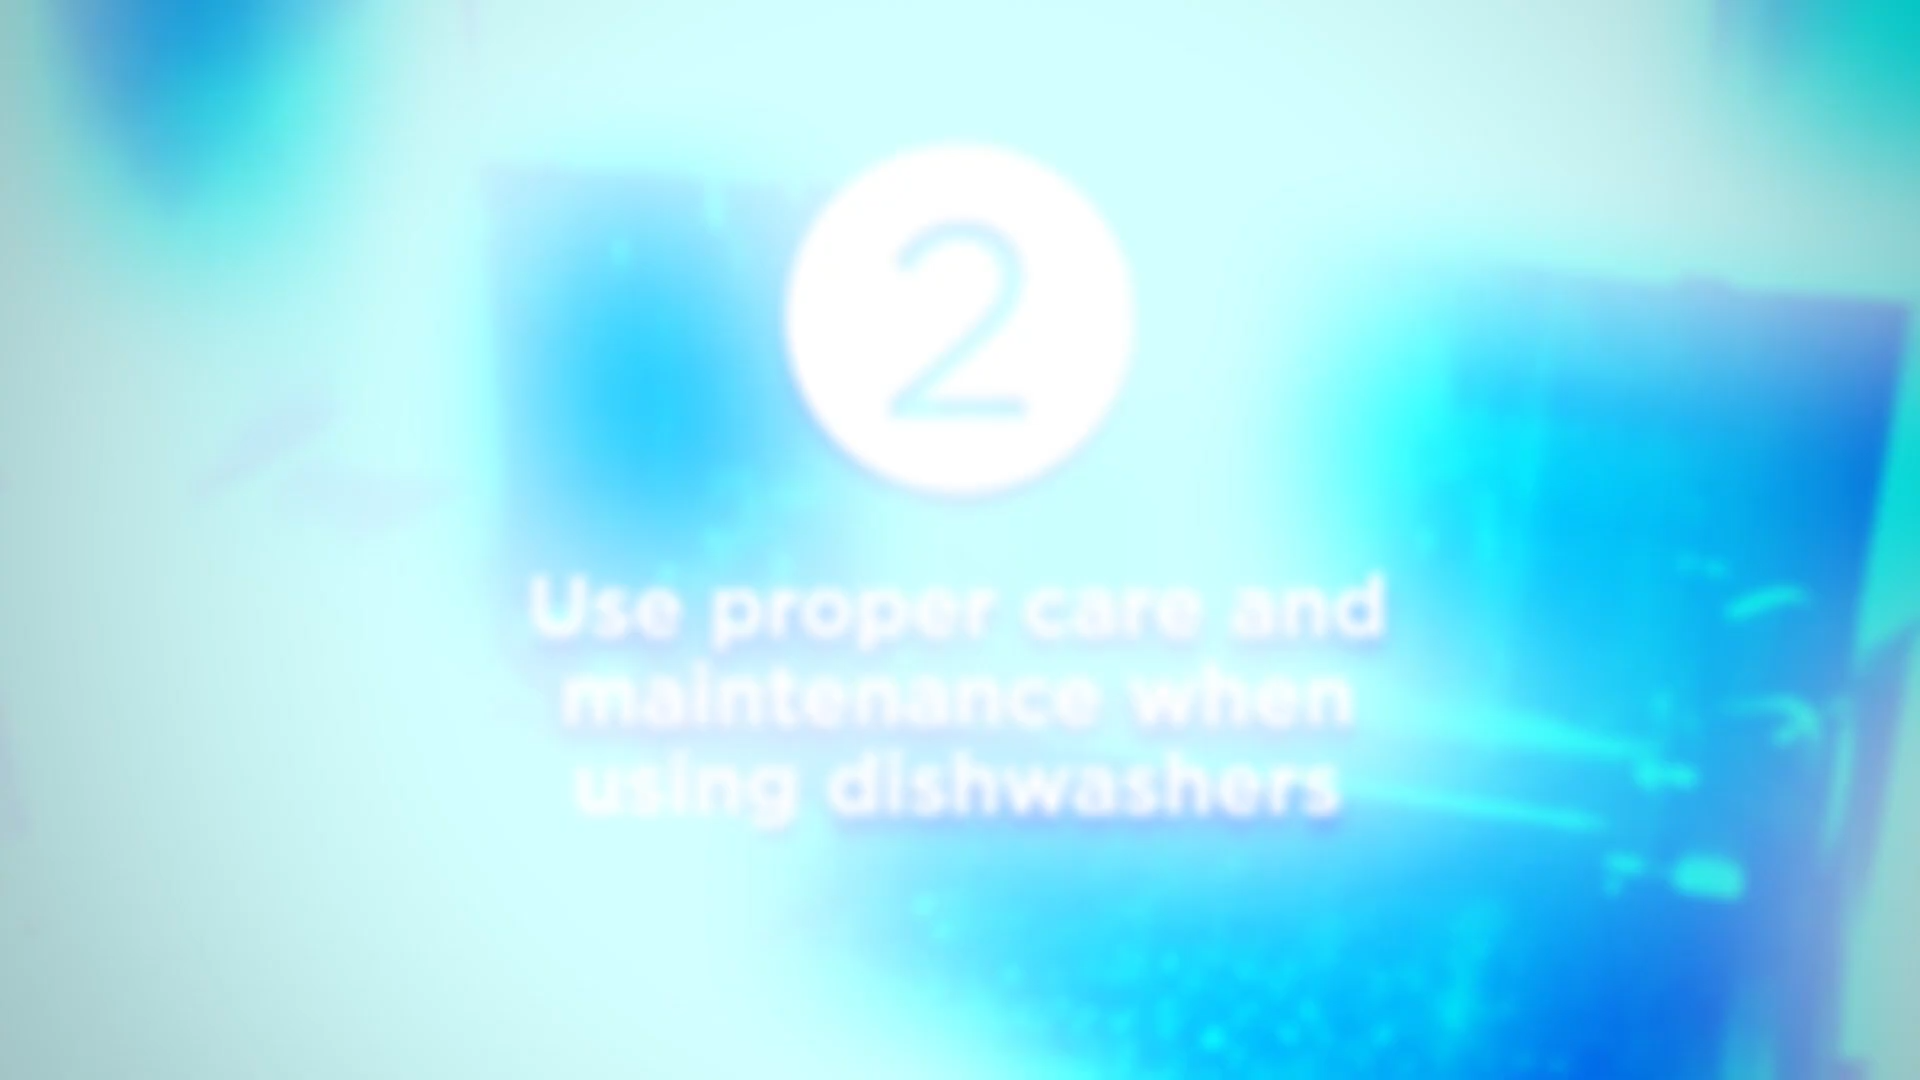 2
Use proper care and
maintenance when
using dishwashers